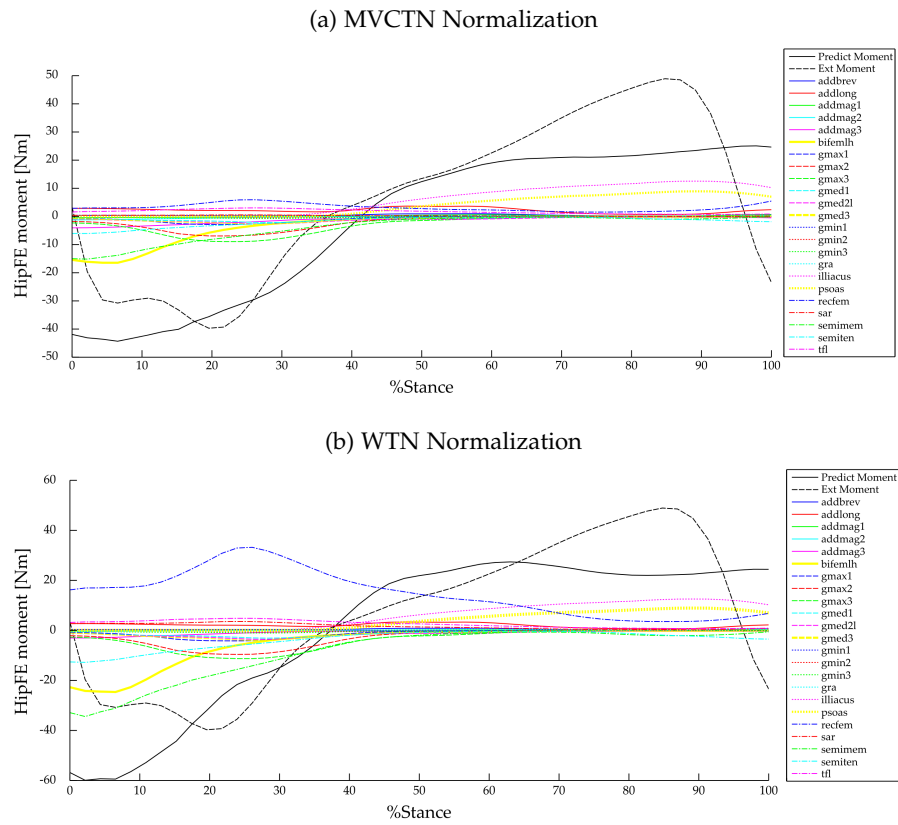 (a) MVCTN Normalization
50
40
30
20
10
0
-10
-20
-30
-40
-50
HipFE moment [Nm]
0
10
20
30
40
50
60
70
80
90
100
%Stance
Predict Moment
Ext Moment
addbrev
addlong
addmag1
addmag2
addmag3
bifemlh
gmax1
gmax2
gmax3
gmed1
gmed2l
gmed3
gmin1
gmin2
gmin3
gra
illiacus
psoas
recfem
sar
semimem
semiten
tfl
(b) WTN Normalization
60
40
20
0
-20
-40
-60
HipFE moment [Nm]
0
10
20
30
40
50
60
70
80
90
100
%Stance
Predict Moment
Ext Moment
addbrev
addlong
addmag1
addmag2
addmag3
bifemlh
gmax1
gmax2
gmax3
gmed1
gmed2l
gmed3
gmin1
gmin2
gmin3
gra
illiacus
psoas
recfem
sar
semimem
semiten
tfl